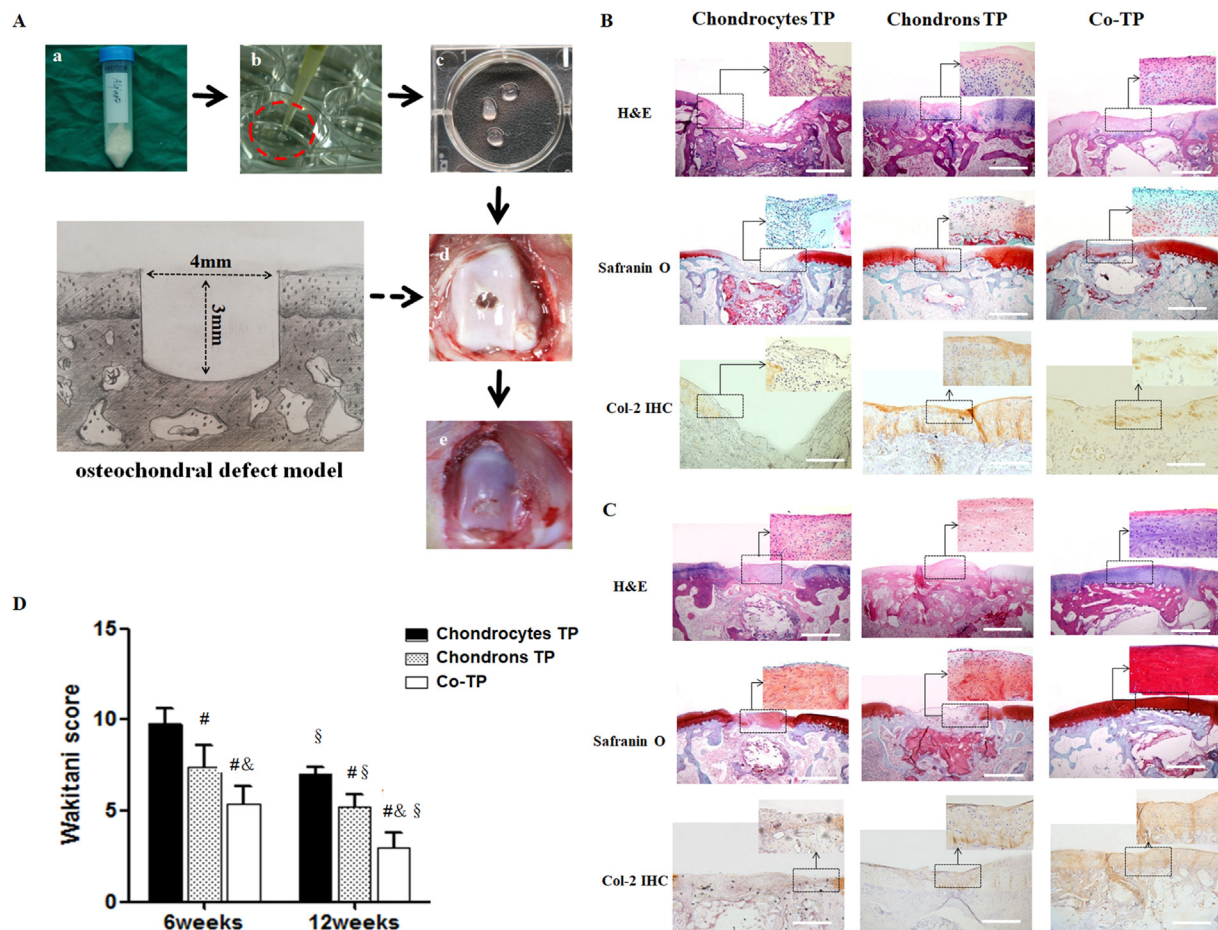 A
a
b
c
4mm
3mm
d
osteochondral defect model
e
B
Chondrocytes TP
Chondrons TP
Co-TP
H&E
Safranin O
Col-2 IHC
C
H&E
Safranin O
Col-2 IHC
D
15
10
5
0
Wakitani score
Chondrocytes TP
Chondrons TP
Co-TP
#
#&
§
# §
#& §
6weeks
12weeks